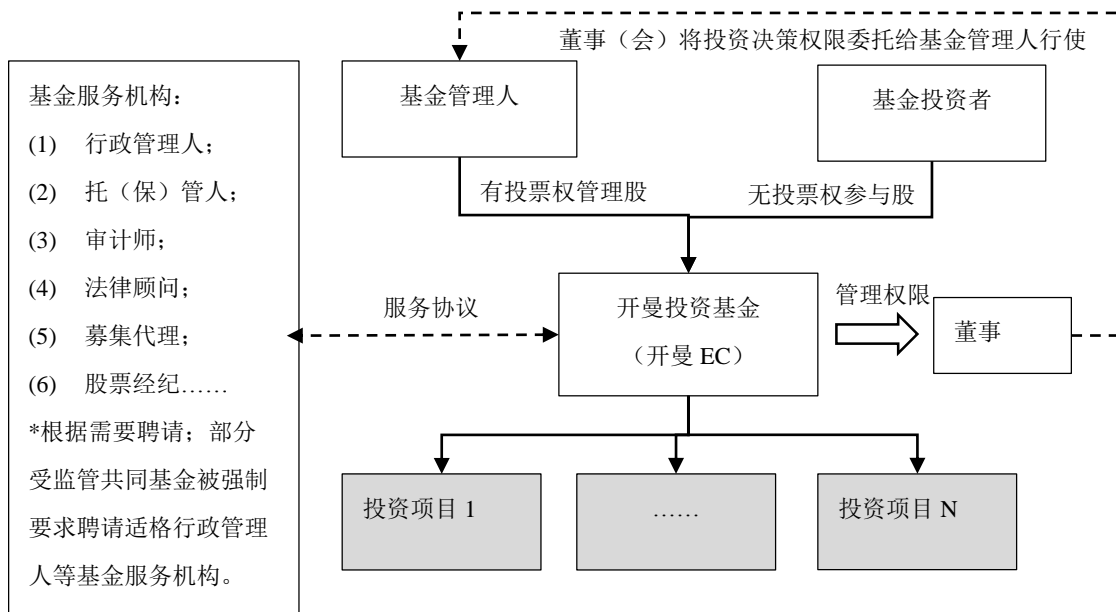 董事（会）将投资决策权限委托给基金管理人行使
基金服务机构：
(1) 行政管理人；
(2) 托（保）管人；
(3) 审计师；
(4) 法律顾问；
(5) 募集代理；
(6) 股票经纪……
*根据需要聘请；部分
受监管共同基金被强制
要求聘请适格行政管理
人等基金服务机构。
基金管理人
基金投资者
有投票权管理股
无投票权参与股
服务协议
开曼投资基金
（开曼 EC）
管理权限
董事
投资项目 1
……
投资项目 N